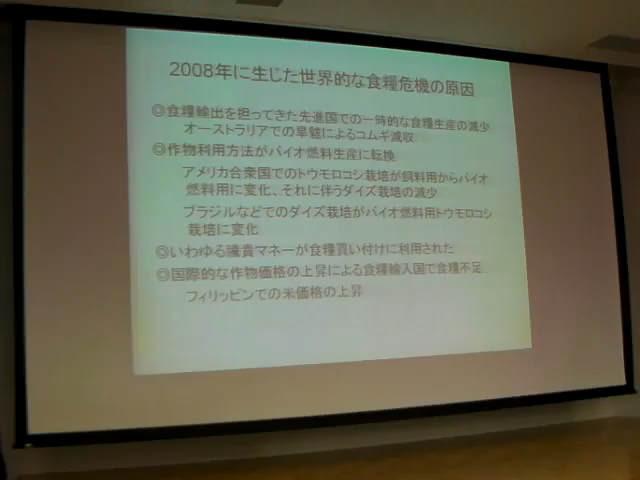 2008年に生じた世界的な食糧危機の原因
◎食糧輸出を担ってきた先進国での一時的な食糧生産の減少
オーストラリアでの旱魃によるコムギ減収
◎作物利用方法がバイオ燃料生産に転換
アメリカ合衆国でのトウモロコシ栽培が飼料用からバイオ
燃料用に変化、それに伴うダイズ栽培の減少
ブラジルなどでのダイズ栽培がバイオ燃料用トウモロコシ
栽培に変化
◎いわゆる騰貴マネーが食糧買い付けに利用された
◎国際的な作物価格の上昇による食糧輸入国で食糧不足
フィリッピンでの米価格の上昇